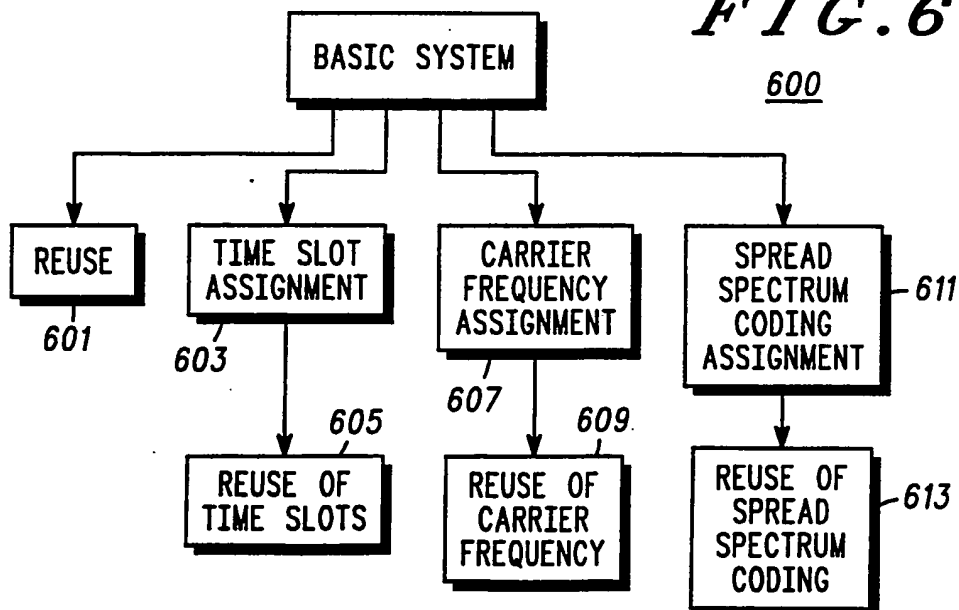 FIG.6
600
BASIC SYSTEM
REUSE
601
TIME SLOT
ASSIGNMENT
603
CARRIER
FREQUENCY
ASSIGNMENT
607
SPREAD
SPECTRUM
CODING
ASSIGNMENT
611
605
REUSE OF
TIME SLOTS
609
REUSE OF
CARRIER
FREQUENCY
REUSE OF
SPREAD
SPECTRUM
CODING
613